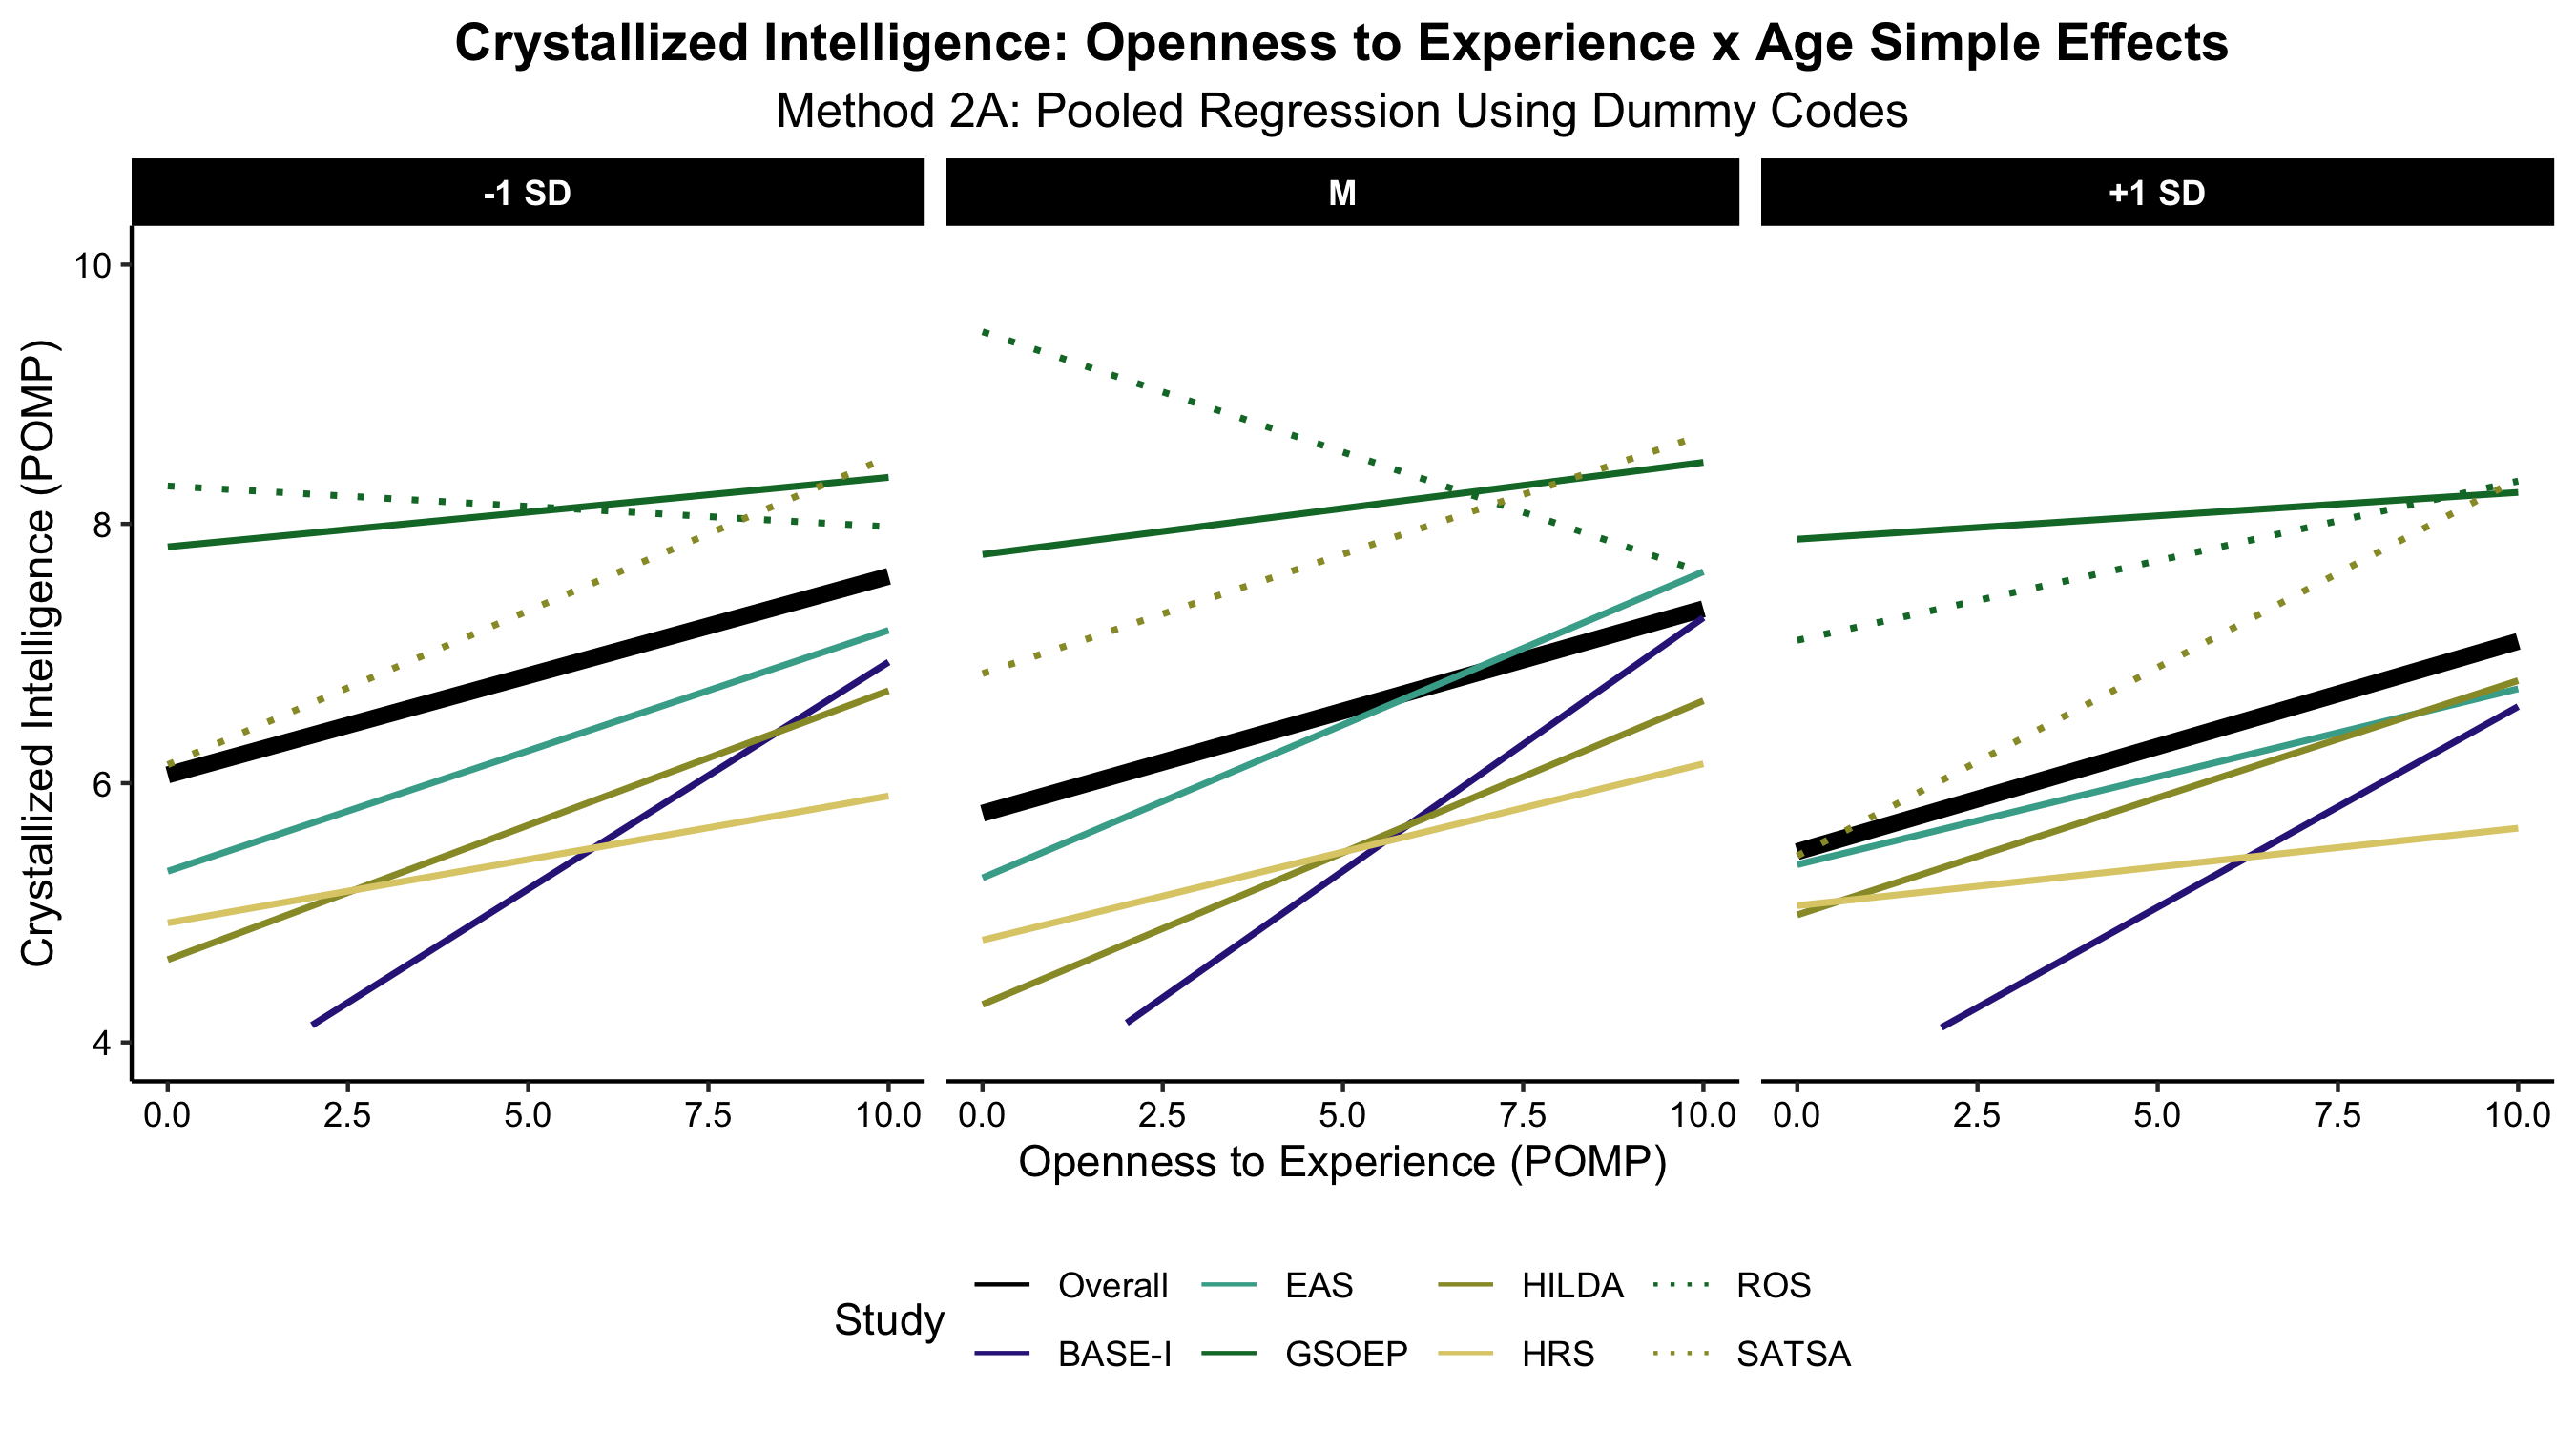 Crystallized Intelligence: Openness to Experience x Age Simple Effects
Method 2A: Pooled Regression Using Dummy Codes
-1 SD
M
+1 SD
Crystallized Intelligence (POMP)
10
8
6
4
0.0 2.5 5.0 7.5 10.0
0.0 2.5 5.0 7.5 10.0
0.0 2.5 5.0 7.5 10.0
Openness to Experience (POMP)
Study
Overall EAS HILDA ROS
BASE-I GSOEP HRS SATSA